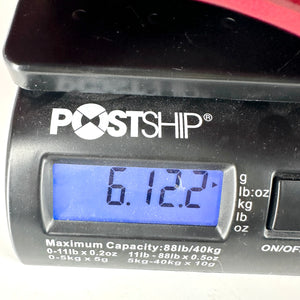 POSTSHIP®
6.12.2
g
lb:oz
kg
lb
oz
Maximum Capacity:88lb/40kg
0-11lb x 0.2oz 11lb - 88lb x 0.5oz
0-5kg x 5g 5kg-40kg x 10g
ON/OFF